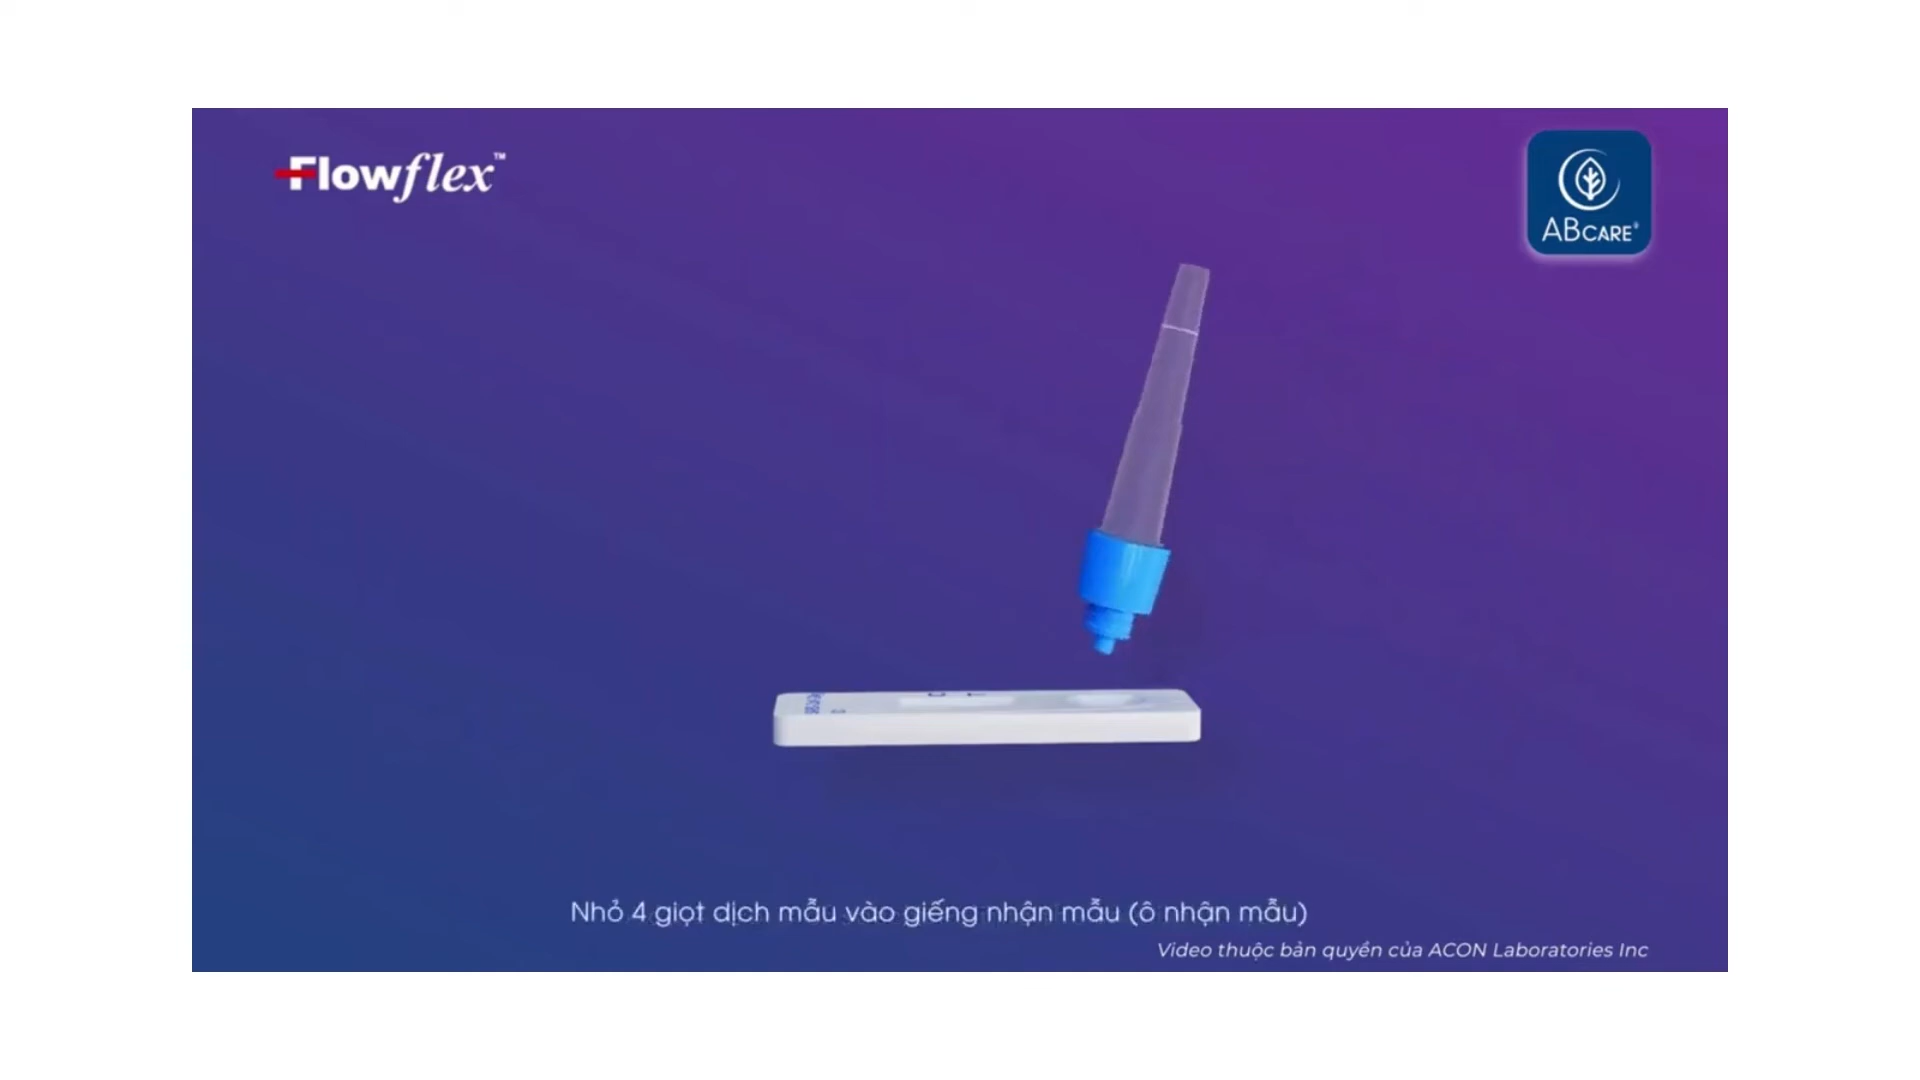 Flowflex™
ABCARE®
C T
Nhỏ 4 giọt dịch mẫu vào giếng nhận mẫu (ô nhận mẫu)
Video thuộc bản quyền của ACON Laboratories Inc